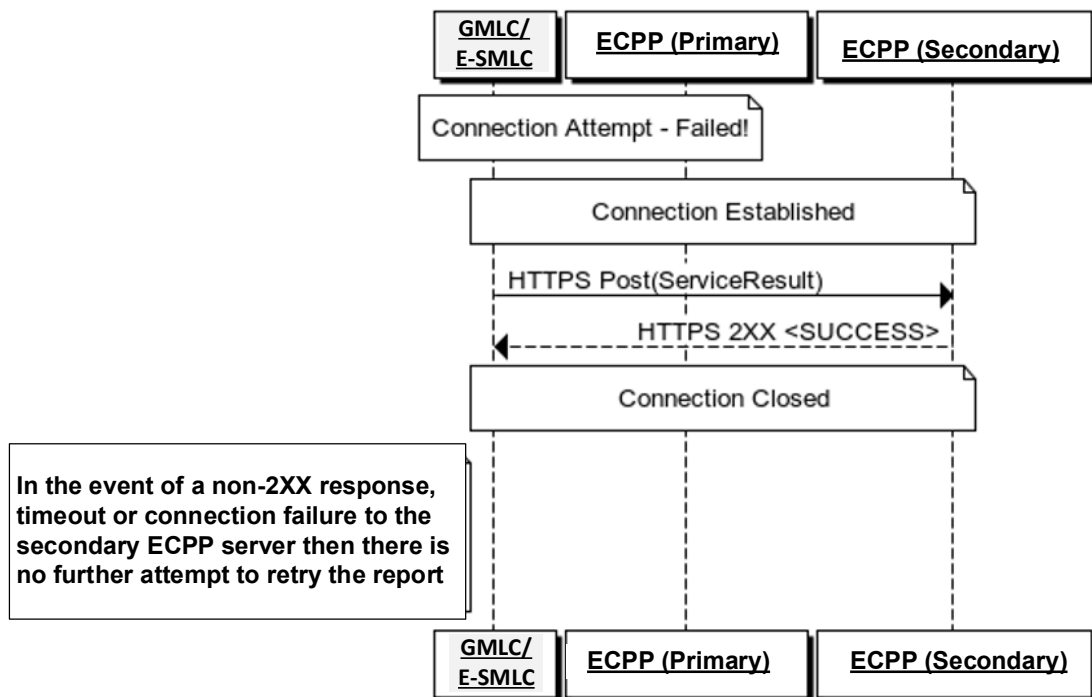 GMLC/
E-SMLC
ECPP (Primary)
ECPP (Secondary)
Connection Attempt - Failed!
Connection Established
HTTPS Post(ServiceResult)
HTTPS 2XX <SUCCESS>
Connection Closed
In the event of a non-2XX response,
timeout or connection failure to the
secondary ECPP server then there is
no further attempt to retry the report
GMLC/
E-SMLC
ECPP (Primary)
ECPP (Secondary)